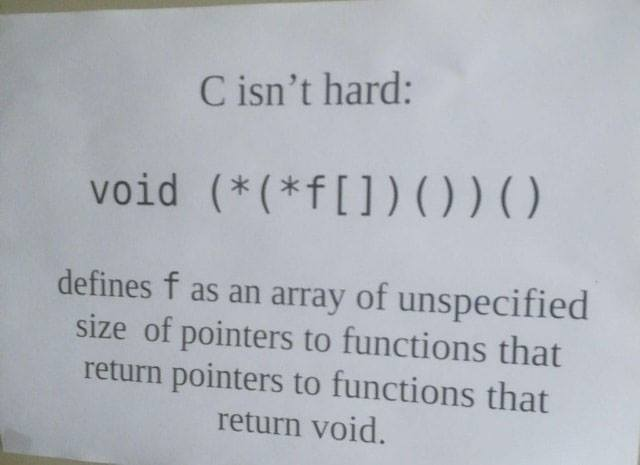 C isn’t hard:
void (*(*f[])())()
defines f as an array of unspecified
size of pointers to functions that
return pointers to functions that
return void.